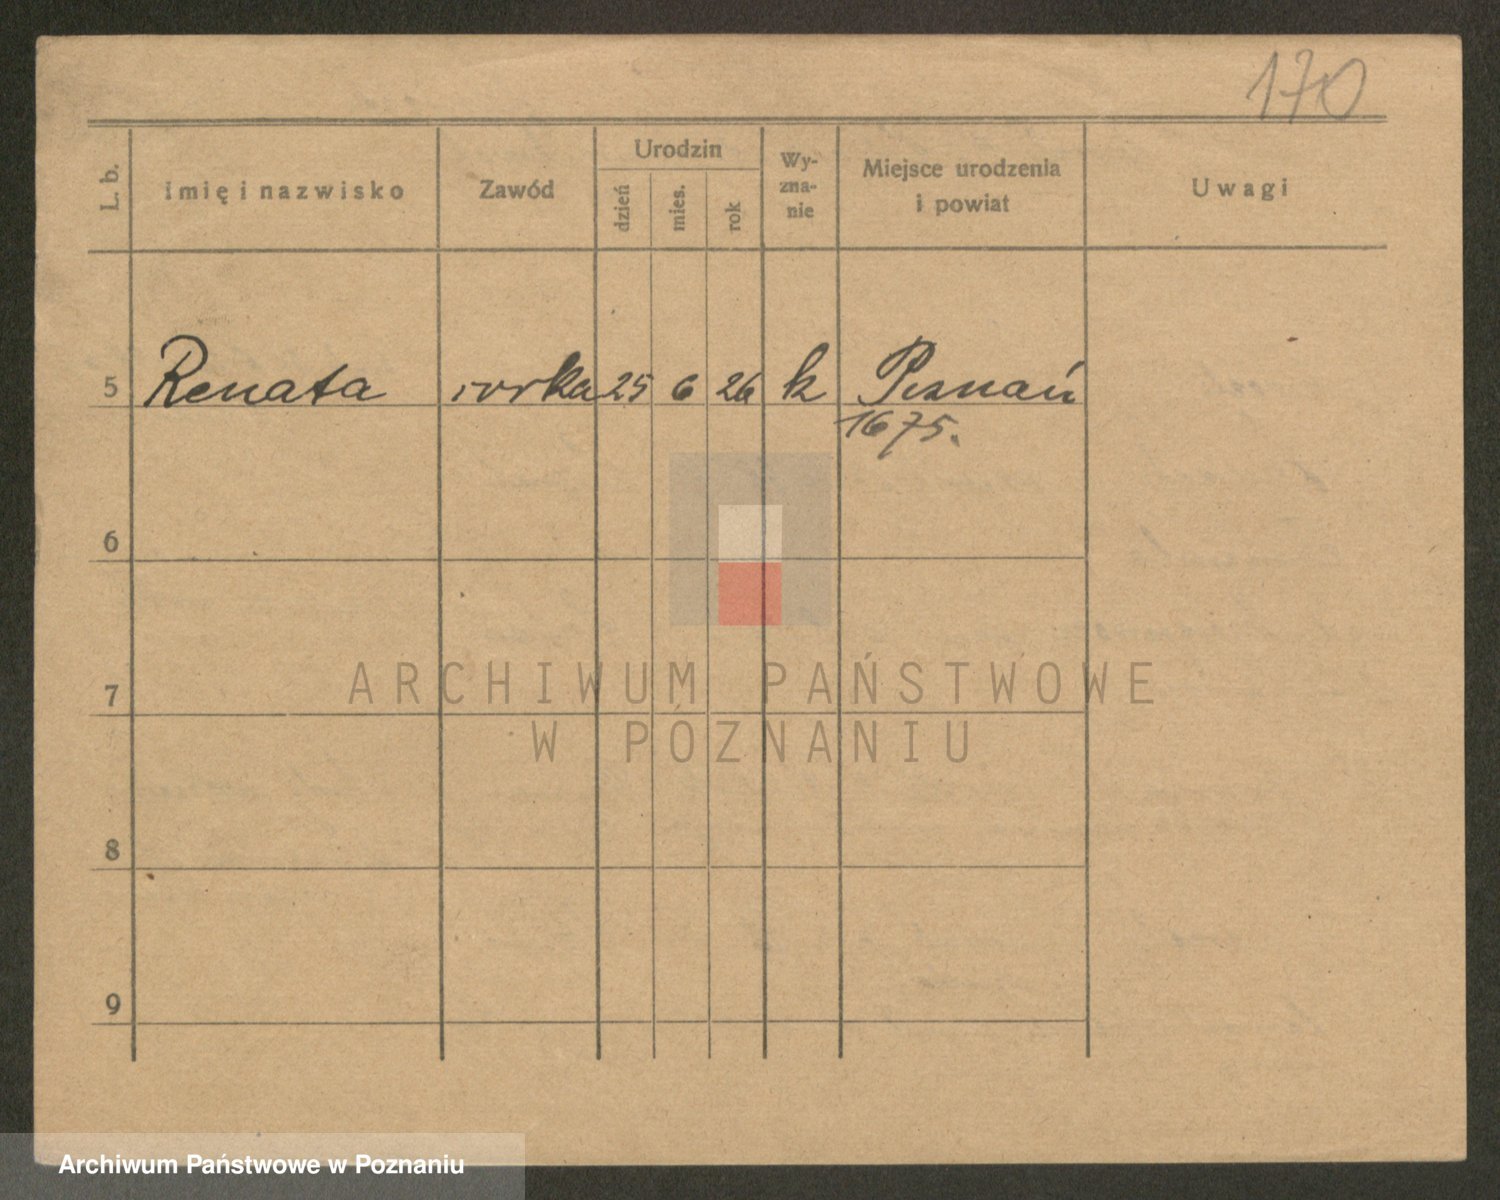 170
L. b.
imię i nazwisko
Zawód
Urodzin
dzień
mies.
rok
Wy-
zna-
nie
Miejsce urodzenia
i powiat
Uwagi
5 Renata 25 6 26 k Poznań
1675.
6
7
8
9
ARCHIWUM PAŃSTWOWE
W POZNANIU
Archiwum Państwowe w Poznaniu